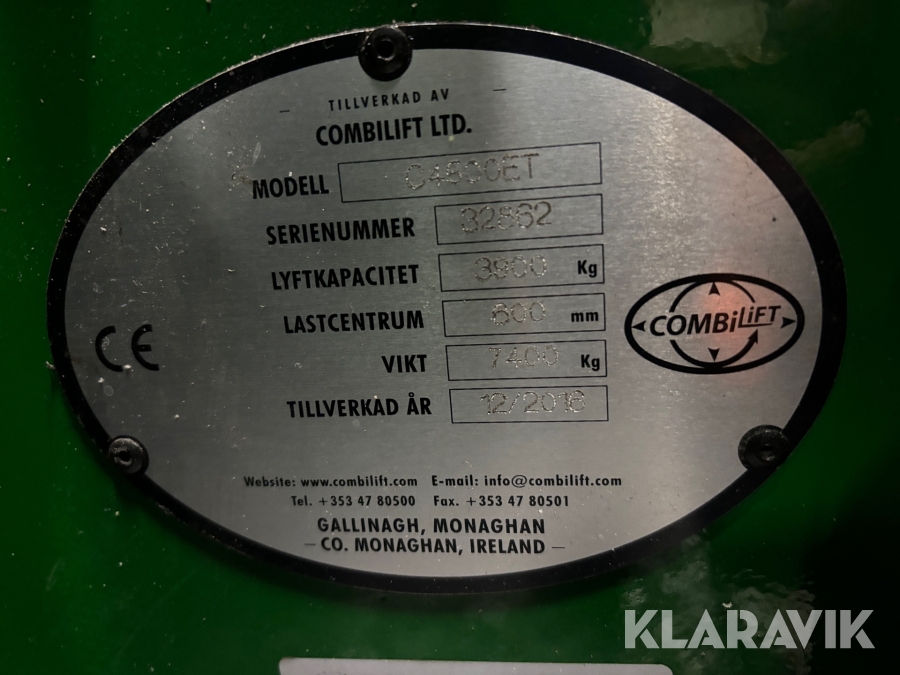 TILLVERKAD AV
COMBILIFT LTD.
MODELL C4500ET
SERIENUMMER 32862
LYFTKAPACITET 3900 Kg
LASTCENTRUM 600 mm
VIKT 7400 Kg
TILLVERKAD ÅR 12/2016
CE
COMBiLiFT
Website: www.combilift.com E-mail: info@combilift.com
Tel. +353 47 80500 Fax. +353 47 80501
GALLINAGH, MONAGHAN
CO. MONAGHAN, IRELAND
KLARAVIK